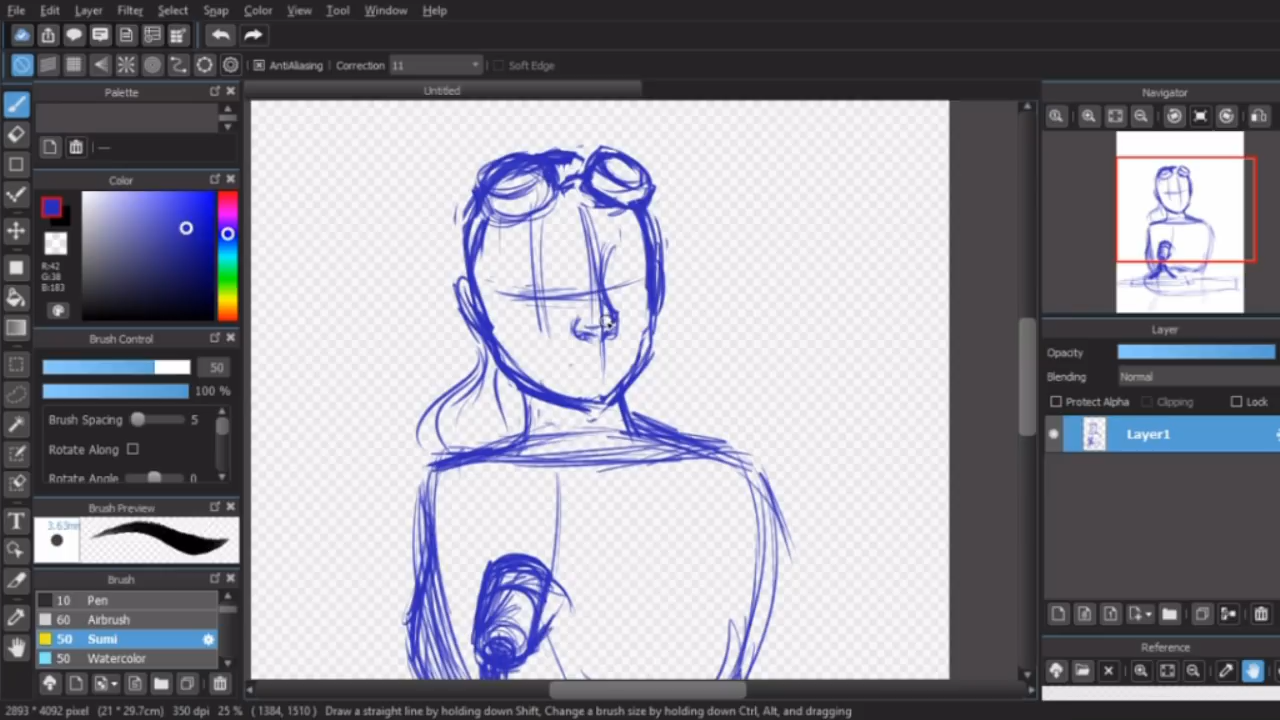 File Edit Layer Filter Select Snap Color View Tool Window Help
AntiAliasing Correction 11 Soft Edge
Palette
Untitled
Navigator
Color
R:42
G:38
B:183
Brush Control
50
100 %
Brush Spacing 5
Rotate Along
Rotate Angle 0
Brush Preview
3.63mm
Brush
10 Pen
60 Airbrush
50 Sumi
50 Watercolor
Layer
Opacity
Blending Normal
Protect Alpha Clipping Lock
Layer1
Reference
2893 * 4092 pixel (21 * 29.7cm) 350 dpi 25 % ( 1384, 1510 ) Draw a straight line by holding down Shift, Change a brush size by holding down Ctrl, Alt, and dragging